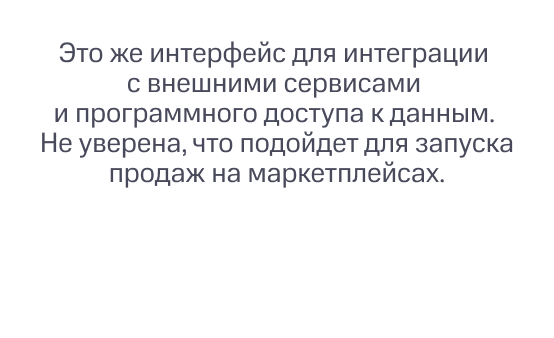 Это же интерфейс для интеграции
с внешними сервисами
и программного доступа к данным.
Не уверена, что подойдет для запуска
продаж на маркетплейсах.